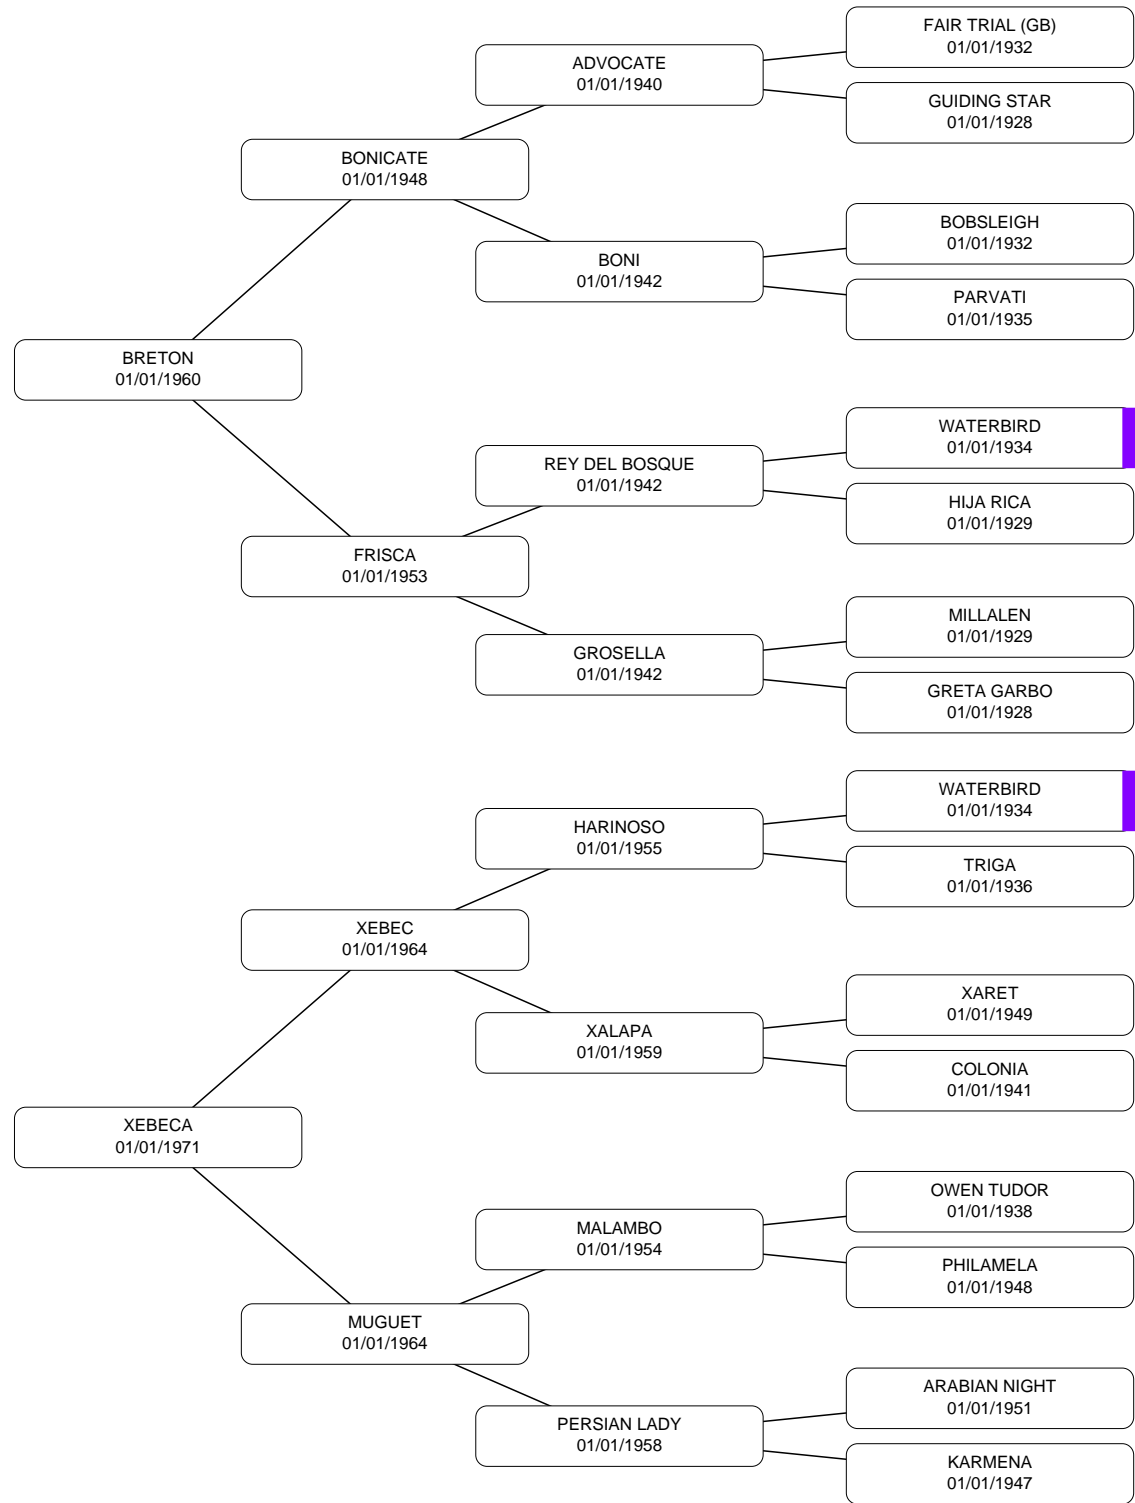 FAIR TRIAL (GB)
01/01/1932
ADVOCATE
01/01/1940
GUIDING STAR
01/01/1928
BONICATE
01/01/1948
BOBSLEIGH
01/01/1932
BONI
01/01/1942
PARVATI
01/01/1935
BRETON
01/01/1960
WATERBIRD
01/01/1934
REY DEL BOSQUE
01/01/1942
HIJA RICA
01/01/1929
FRISCA
01/01/1953
MILLALEN
01/01/1929
GROSELLA
01/01/1942
GRETA GARBO
01/01/1928
WATERBIRD
01/01/1934
HARINOSO
01/01/1955
TRIGA
01/01/1936
XEBEC
01/01/1964
XARET
01/01/1949
XALAPA
01/01/1959
COLONIA
01/01/1941
XEBECA
01/01/1971
OWEN TUDOR
01/01/1938
MALAMBO
01/01/1954
PHILAMELA
01/01/1948
MUGUET
01/01/1964
ARABIAN NIGHT
01/01/1951
PERSIAN LADY
01/01/1958
KARMENA
01/01/1947